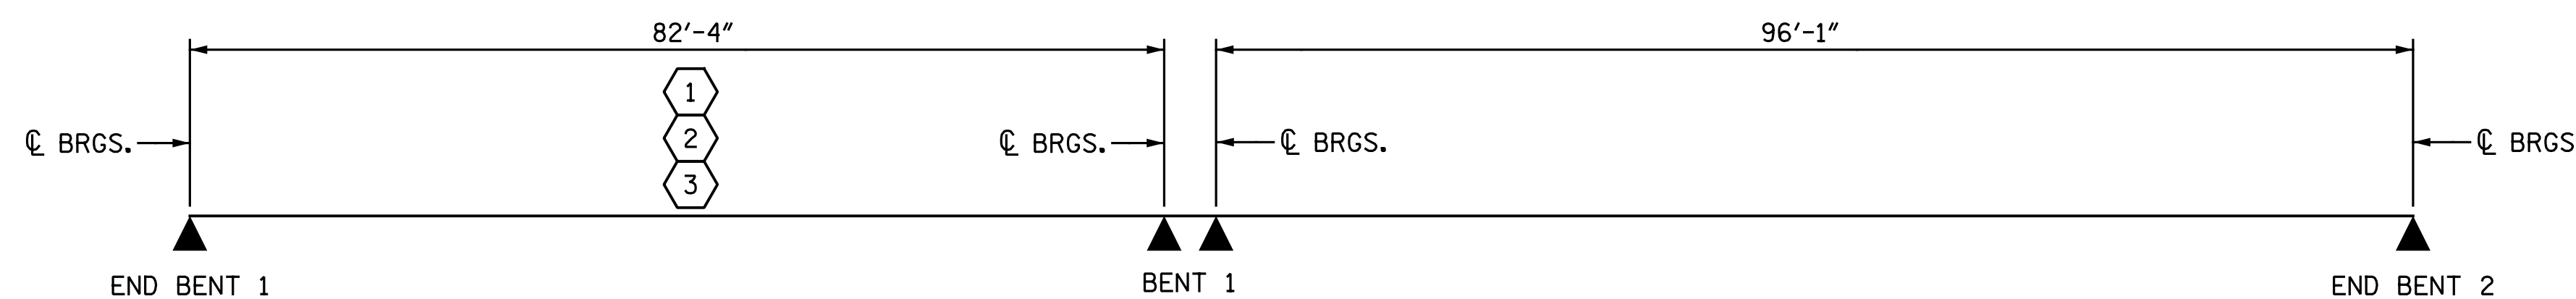 82'-4" 96'-1"
1
2
3
℄ BRGS. ℄ BRGS. ℄ BRGS. ℄ BRGS
END BENT 1 BENT 1 END BENT 2